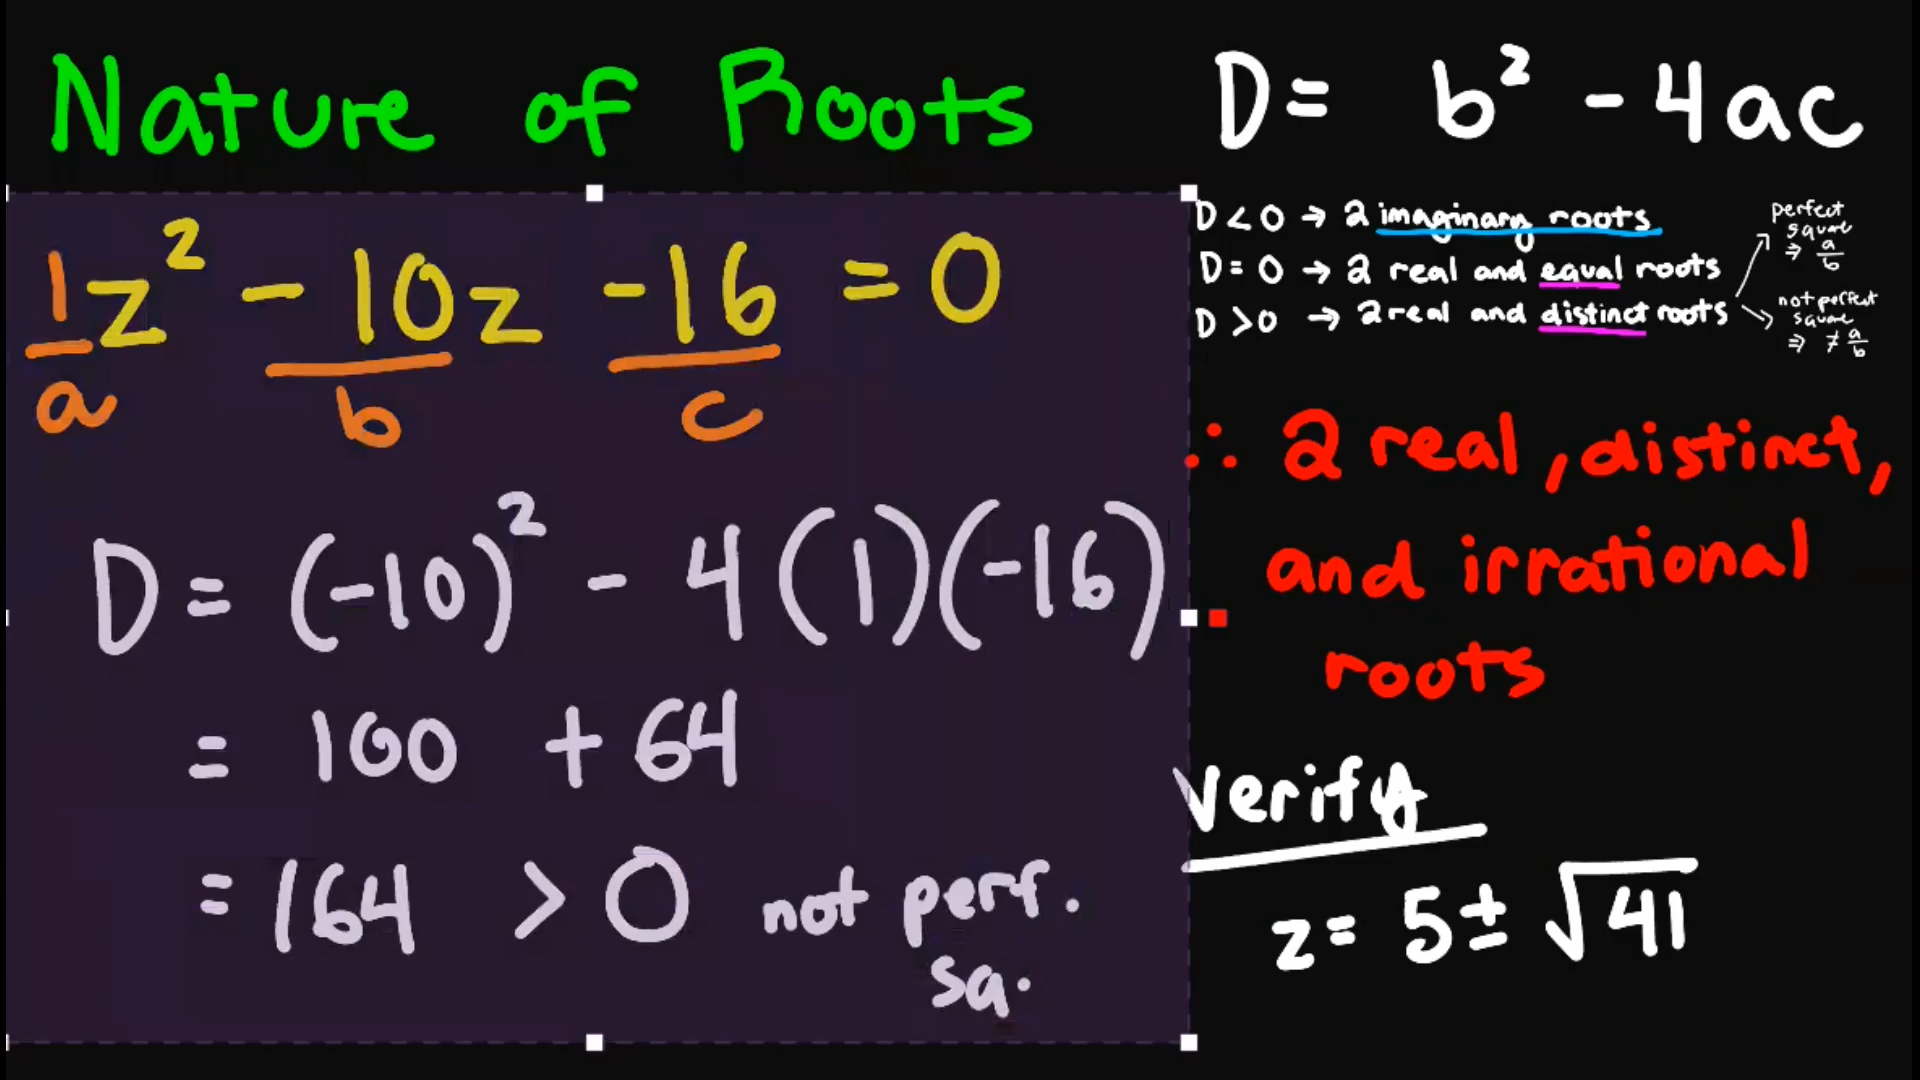 Nature of Roots
D = b² - 4ac
1z² - 10z - 16 = 0
a b c
D = (-10)² - 4(1)(-16)
= 100 + 64
= 164 > 0 not perf.
sq.
D < 0 → 2 imaginary roots
D = 0 → 2 real and equal roots
D > 0 → 2 real and distinct roots
perfect
square
⇒ a/b
not perfect
square
⇒ ≠ a/b
∴ 2 real, distinct,
and irrational
roots
Verify
z = 5 ± √41